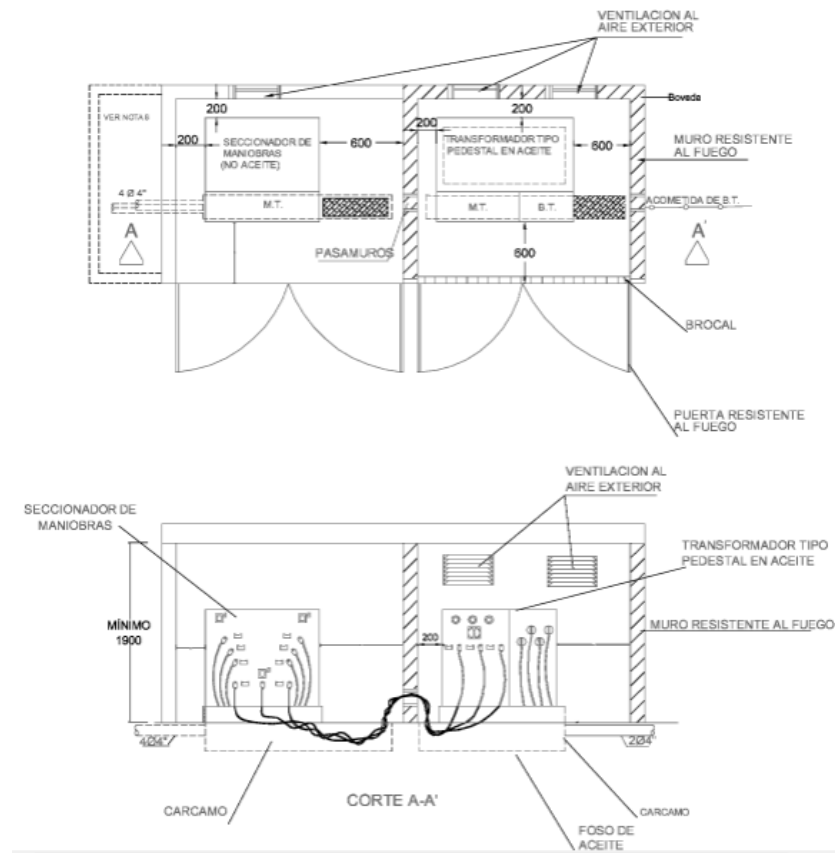 VENTILACION AL
AIRE EXTERIOR
Boveda
VER NOTA 6
200
200
SECCIONADOR DE
MANIOBRAS
(NO ACEITE)
600
200
200
TRANSFORMADOR TIPO
PEDESTAL EN ACEITE
600
MURO RESISTENTE
AL FUEGO
4 Ø 4"
M.T.
M.T.
B.T.
ACOMETIDA DE B.T.
A
A'
PASAMUROS
600
BROCAL
PUERTA RESISTENTE
AL FUEGO
VENTILACION AL
AIRE EXTERIOR
SECCIONADOR DE
MANIOBRAS
TRANSFORMADOR TIPO
PEDESTAL EN ACEITE
MÍNIMO
1900
200
MURO RESISTENTE AL FUEGO
4Ø4"
2Ø4"
CARCAMO
CORTE A-A'
CARCAMO
FOSO DE
ACEITE